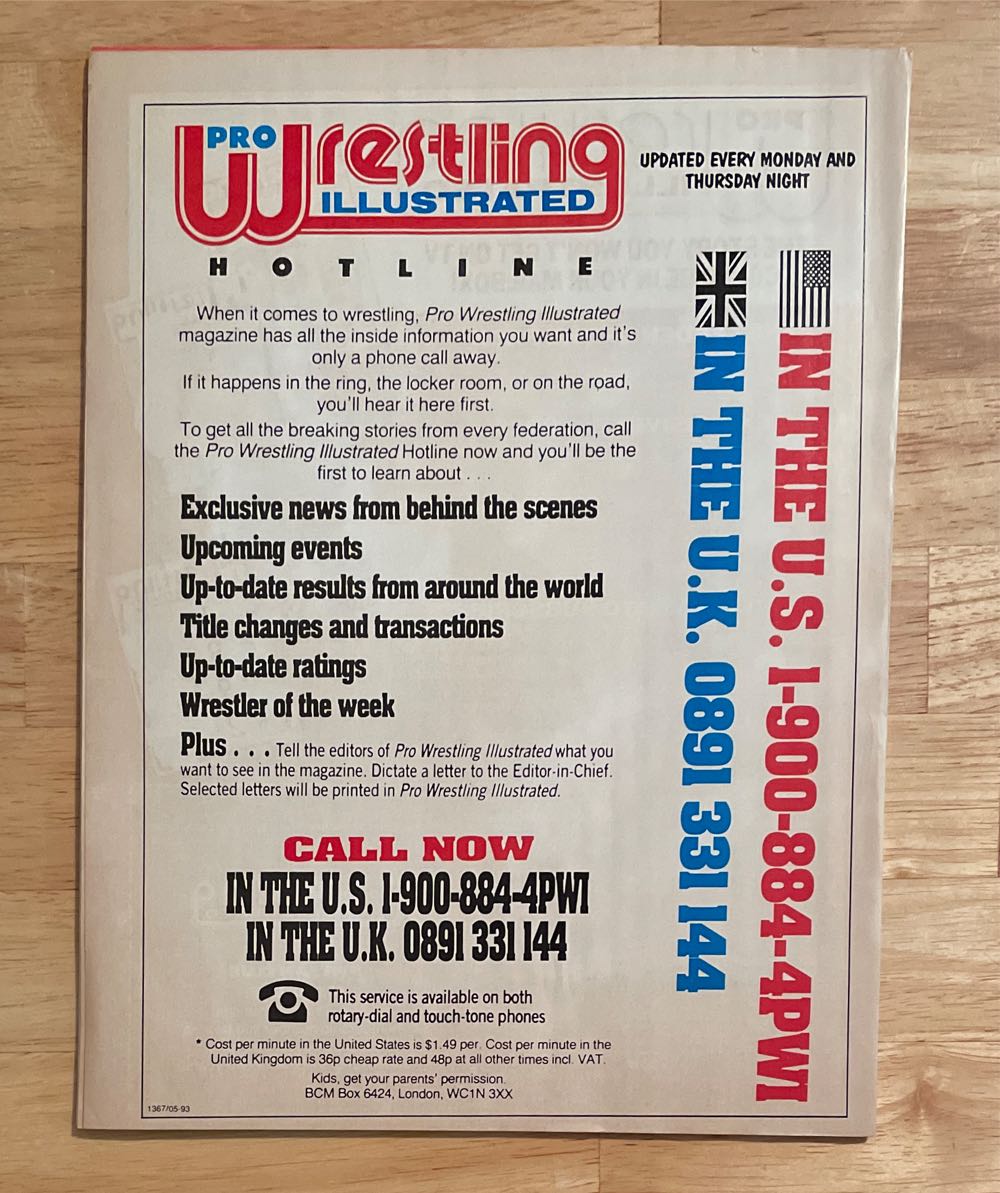 PRO
Wrestling
ILLUSTRATED
UPDATED EVERY MONDAY AND
THURSDAY NIGHT
HOTLINE
When it comes to wrestling, Pro Wrestling Illustrated
magazine has all the inside information you want and it's
only a phone call away.
If it happens in the ring, the locker room, or on the road,
you'll hear it here first.
To get all the breaking stories from every federation, call
the Pro Wrestling Illustrated Hotline now and you'll be the
first to learn about . . .
Exclusive news from behind the scenes
Upcoming events
Up-to-date results from around the world
Title changes and transactions
Up-to-date ratings
Wrestler of the week
Plus . . . Tell the editors of Pro Wrestling Illustrated what you
want to see in the magazine. Dictate a letter to the Editor-in-Chief.
Selected letters will be printed in Pro Wrestling Illustrated.
CALL NOW
IN THE U.S. 1-900-884-4PWI
IN THE U.K. 0891 331 144
This service is available on both
rotary-dial and touch-tone phones
* Cost per minute in the United States is $1.49 per. Cost per minute in the
United Kingdom is 36p cheap rate and 48p at all other times incl. VAT.
Kids, get your parents' permission.
BCM Box 6424, London, WC1N 3XX
1367/05-93
IN THE U.S. 1-900-884-4PWI
IN THE U.K. 0891 331 144